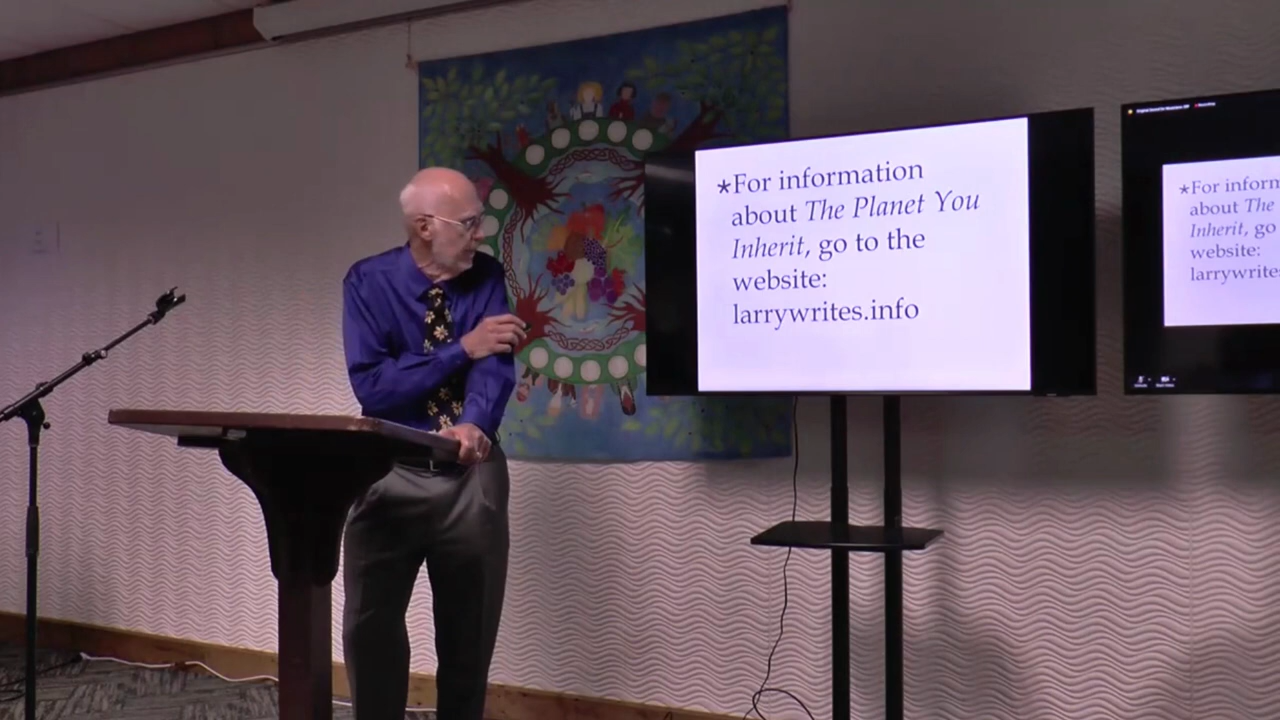 *For information
about The Planet You
Inherit, go to the
website:
larrywrites.info
*For inform
about The
Inherit, go
website:
larrywrites